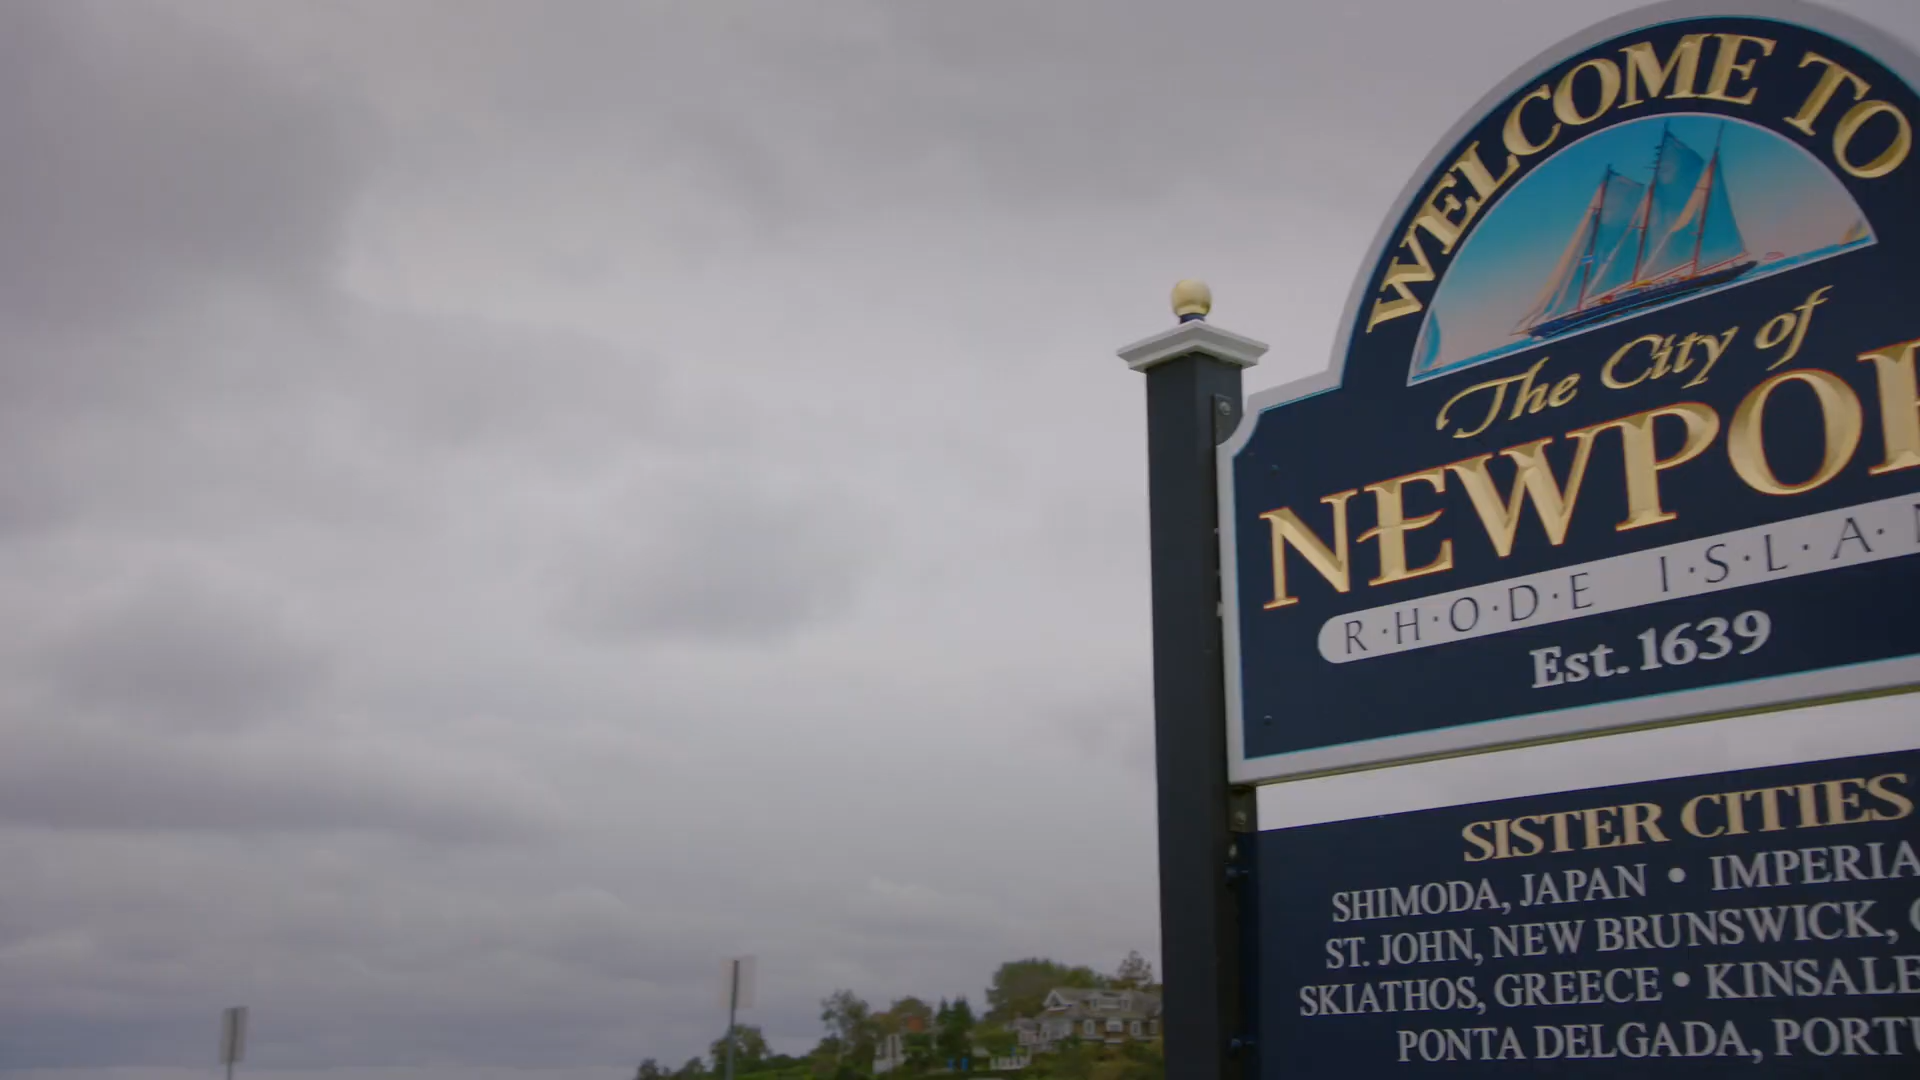 WELCOME TO
The City of
NEWPOR
R·H·O·D·E I·S·L·A·
Est. 1639
SISTER CITIES
SHIMODA, JAPAN • IMPERIA
ST. JOHN, NEW BRUNSWICK,
SKIATHOS, GREECE • KINSALE
PONTA DELGADA, PORTU